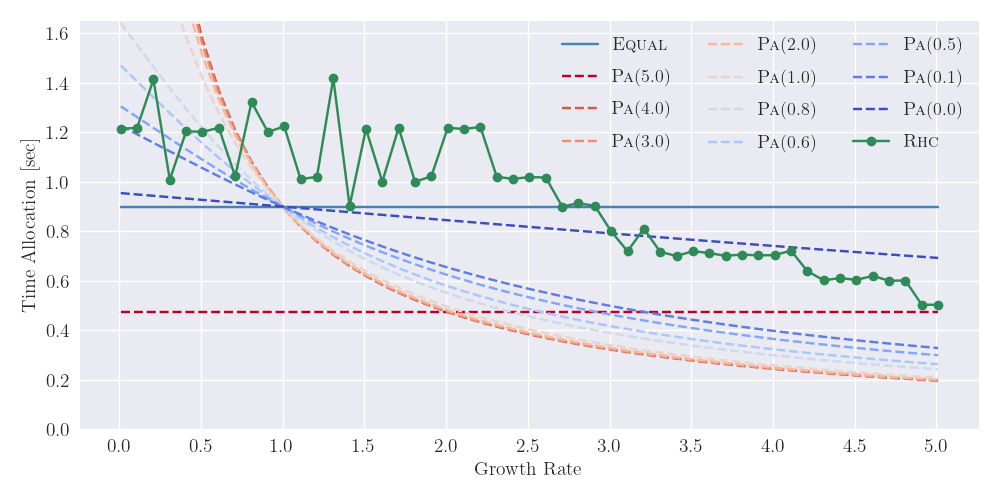 1.6
1.4
1.2
1.0
0.8
0.6
0.4
0.2
0.0
Time Allocation [sec]
EQUAL
PA(5.0)
PA(4.0)
PA(3.0)
PA(2.0)
PA(1.0)
PA(0.8)
PA(0.6)
PA(0.5)
PA(0.1)
PA(0.0)
RHC
0.0 0.5 1.0 1.5 2.0 2.5 3.0 3.5 4.0 4.5 5.0
Growth Rate